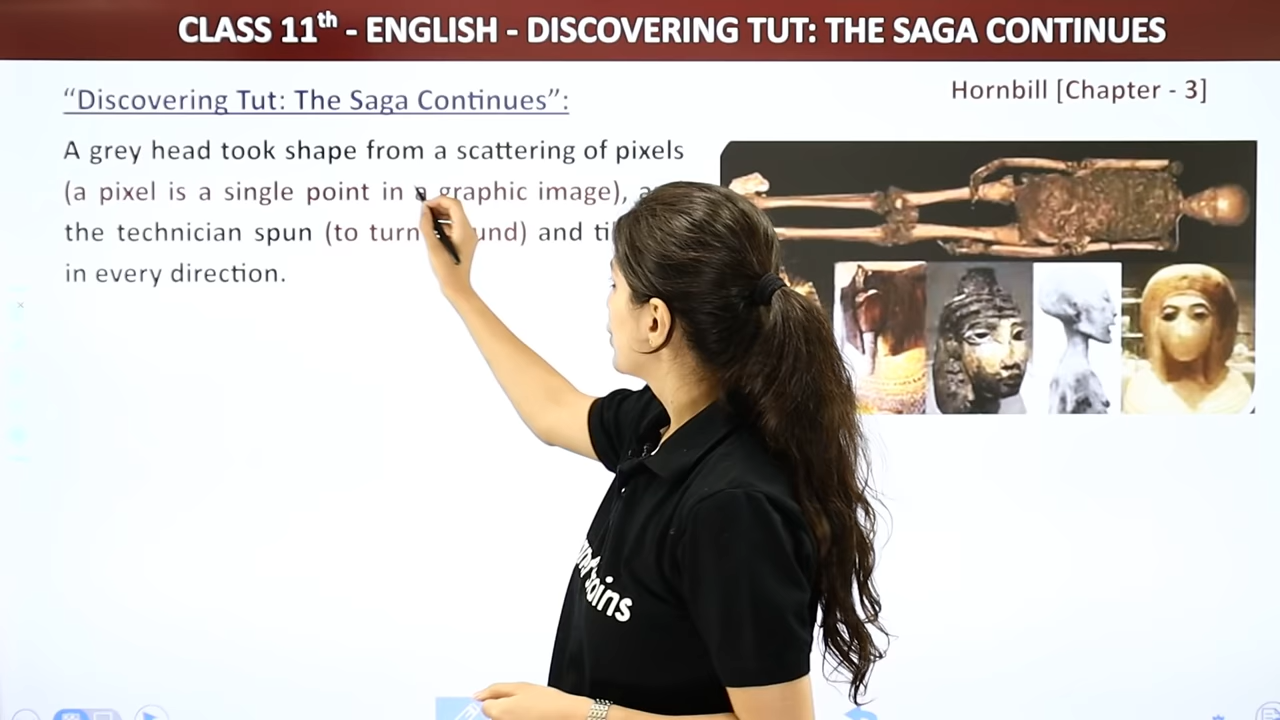 CLASS 11th - ENGLISH - DISCOVERING TUT: THE SAGA CONTINUES
Hornbill [Chapter - 3]
“Discovering Tut: The Saga Continues”:
A grey head took shape from a scattering of pixels
(a pixel is a single point in a graphic image),
the technician spun (to turn and) and
in every direction.